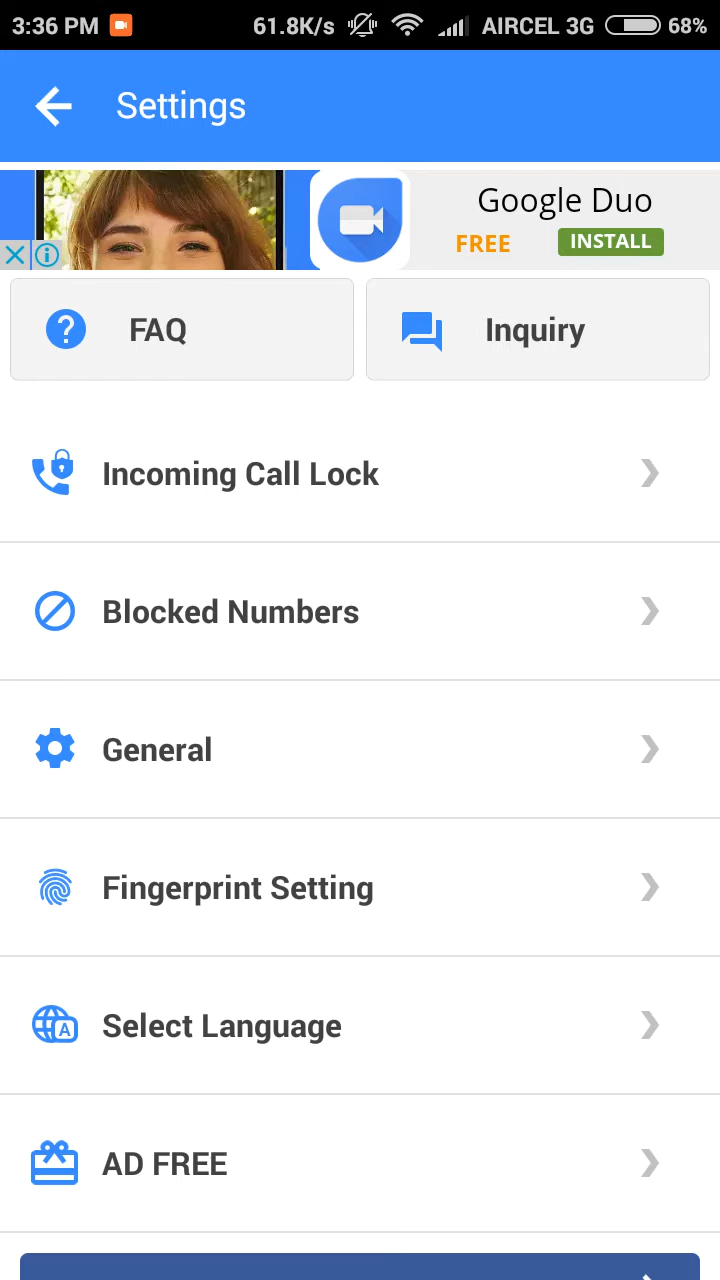 3:36 PM 61.8K/s AIRCEL 3G 68%
Settings
Google Duo
FREE INSTALL
FAQ Inquiry
Incoming Call Lock
Blocked Numbers
General
Fingerprint Setting
Select Language
AD FREE